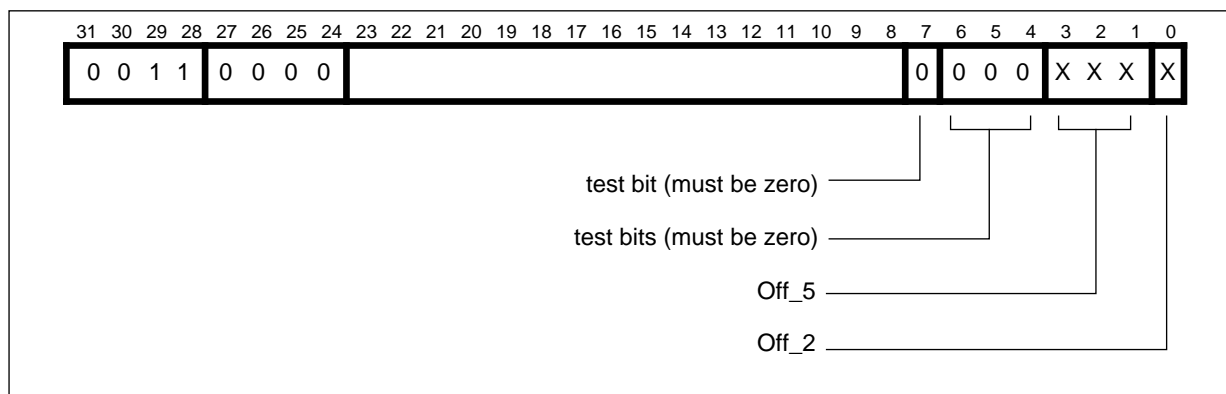 31 30 29 28 27 26 25 24 23 22 21 20 19 18 17 16 15 14 13 12 11 10 9 8 7 6 5 4 3 2 1 0
0 0 1 1 0 0 0 0 0 0 0 0 X X X X
test bit (must be zero)
test bits (must be zero)
Off_5
Off_2